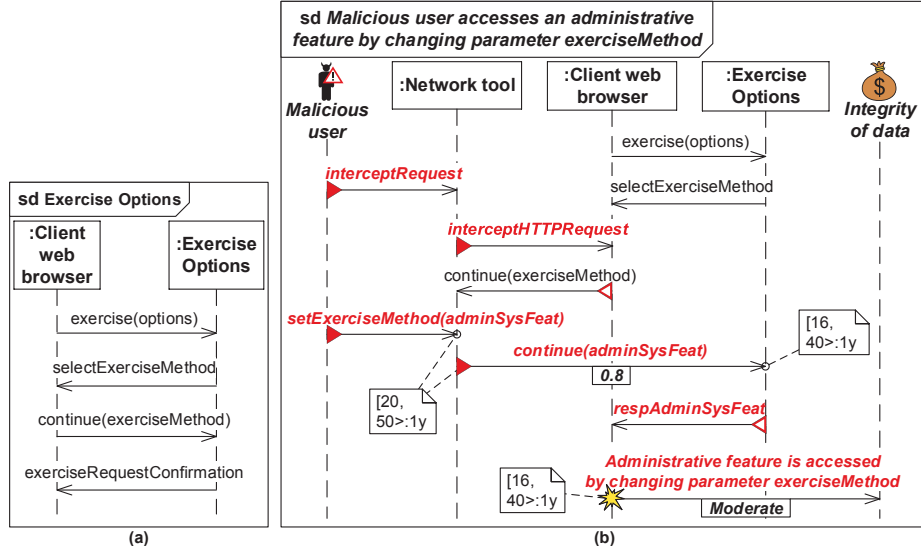 sd Exercise Options
:Client
web
browser
:Exercise
Options
exercise(options)
selectExerciseMethod
continue(exerciseMethod)
exerciseRequestConfirmation
(a)
sd Malicious user accesses an administrative
feature by changing parameter exerciseMethod
Malicious
user
:Network tool
:Client web
browser
:Exercise
Options
$
Integrity
of data
exercise(options)
interceptRequest
selectExerciseMethod
interceptHTTPRequest
continue(exerciseMethod)
setExerciseMethod(adminSysFeat)
[16,
40>:1y
continue(adminSysFeat)
0.8
[20,
50>:1y
respAdminSysFeat
Administrative feature is accessed
by changing parameter exerciseMethod
[16,
40>:1y
Moderate
(b)